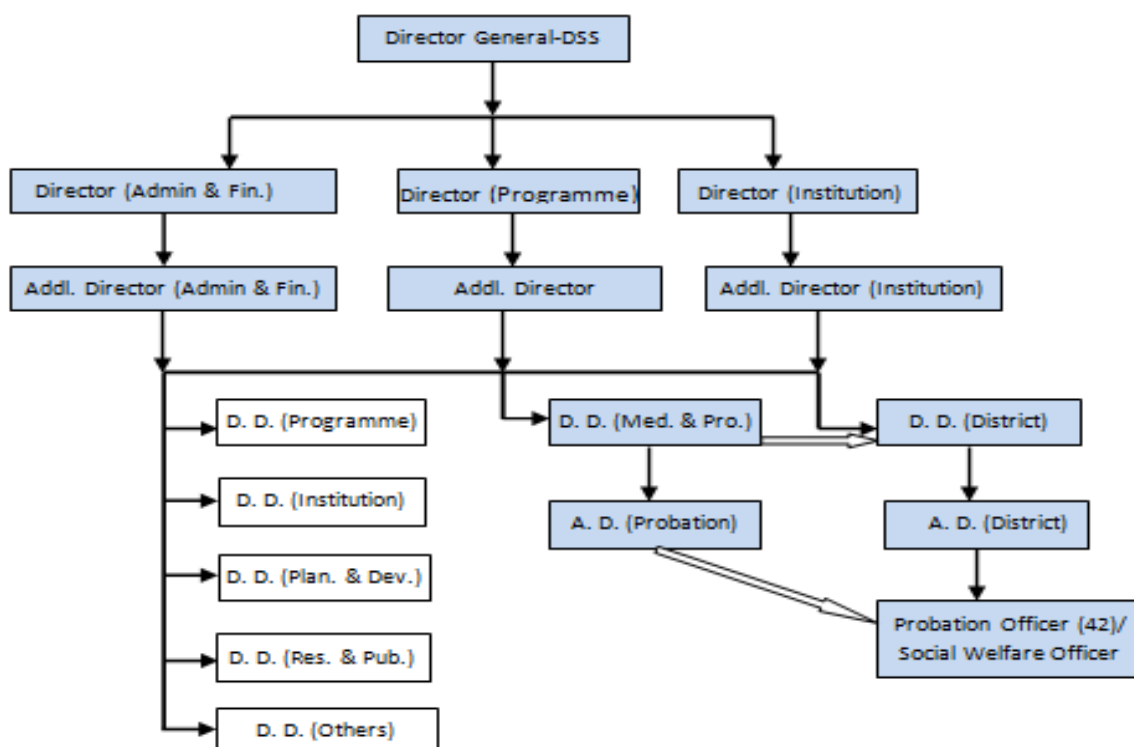 Director General-DSS
Director (Admin & Fin.)
Director (Programme)
Director (Institution)
Addl. Director (Admin & Fin.)
Addl. Director
Addl. Director (Institution)
D. D. (Programme)
D. D. (Med. & Pro.)
D. D. (District)
D. D. (Institution)
A. D. (Probation)
A. D. (District)
D. D. (Plan. & Dev.)
Probation Officer (42)/
Social Welfare Officer
D. D. (Res. & Pub.)
D. D. (Others)